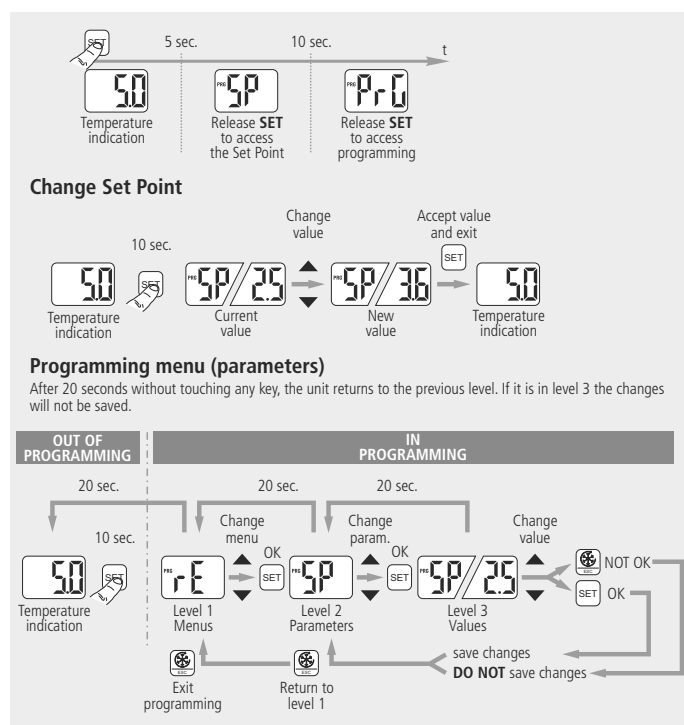 SET
5 sec.
10 sec.
t
5.0
PRG SP
PRG PrG
Temperature indication
Release SET to access the Set Point
Release SET to access programming
Change Set Point
10 sec.
Change value
Accept value and exit
5.0
SET
PRG SP/2.5
PRG SP/3.6
SET
5.0
Temperature indication
Current value
New value
Temperature indication
Programming menu (parameters)
After 20 seconds without touching any key, the unit returns to the previous level. If it is in level 3 the changes
will not be saved.
OUT OF PROGRAMMING
IN PROGRAMMING
20 sec.
20 sec.
20 sec.
10 sec.
Change menu
OK
Change param.
OK
Change value
5.0
SET
PRG rE
SET
PRG SP
SET
PRG SP/2.5
ESC NOT OK
SET OK
Temperature indication
Level 1 Menus
Level 2 Parameters
Level 3 Values
save changes
DO NOT save changes
ESC
Exit programming
ESC
Return to level 1